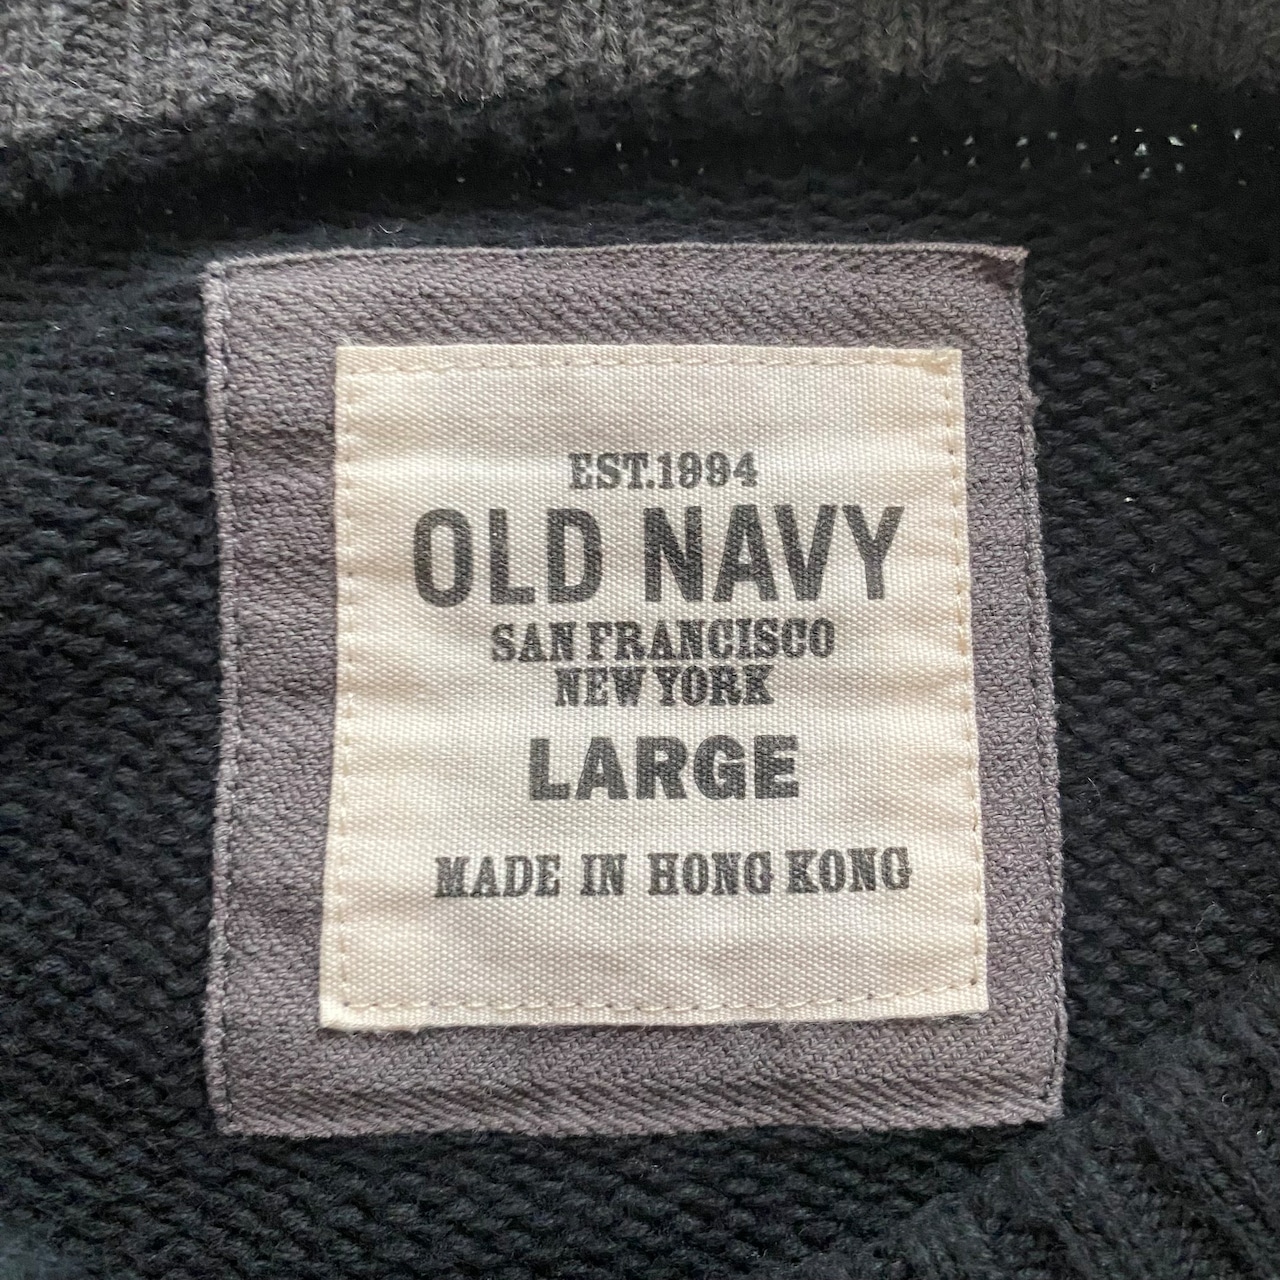 EST.1994
OLD NAVY
SAN FRANCISCO
NEW YORK
LARGE
MADE IN HONG KONG